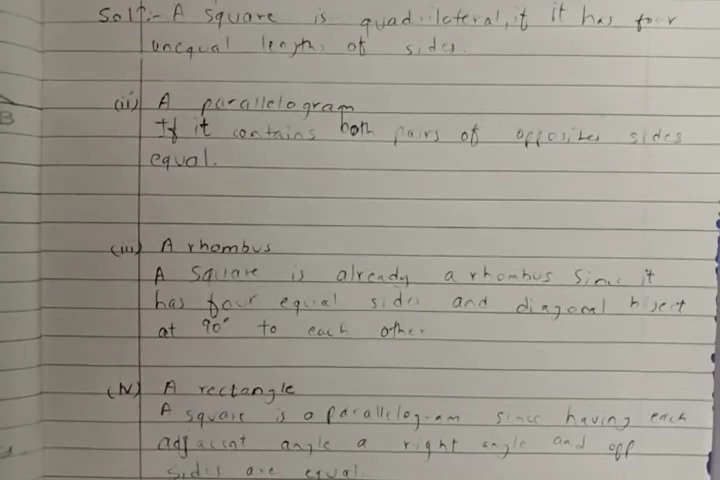 Solⁿ:- A square is quadrilateral, if it has four
unequal lengths of sides.
(ii) A parallelogram
If it contains both pairs of opposites sides
equal.
(iii) A rhombus
A square is already a rhombus since it
has four equal sides and diagonal bisect
at 90° to each other
(iv) A rectangle
A square is a parallelogram since having each
adjacent angle a right angle and opp
sides are equal